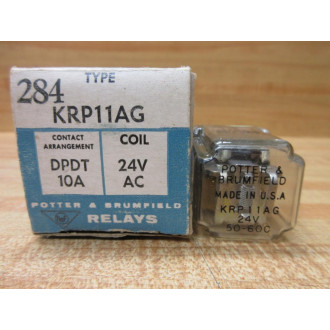 TYPE
284
KRP11AG
CONTACT
ARRANGEMENT
COIL
DPDT
10A
24V
AC
POTTER & BRUMFIELD
RELAYS
POTTER &
BRUMFIELD
MADE IN U.S.A
KRP11AG
24V
50-60C